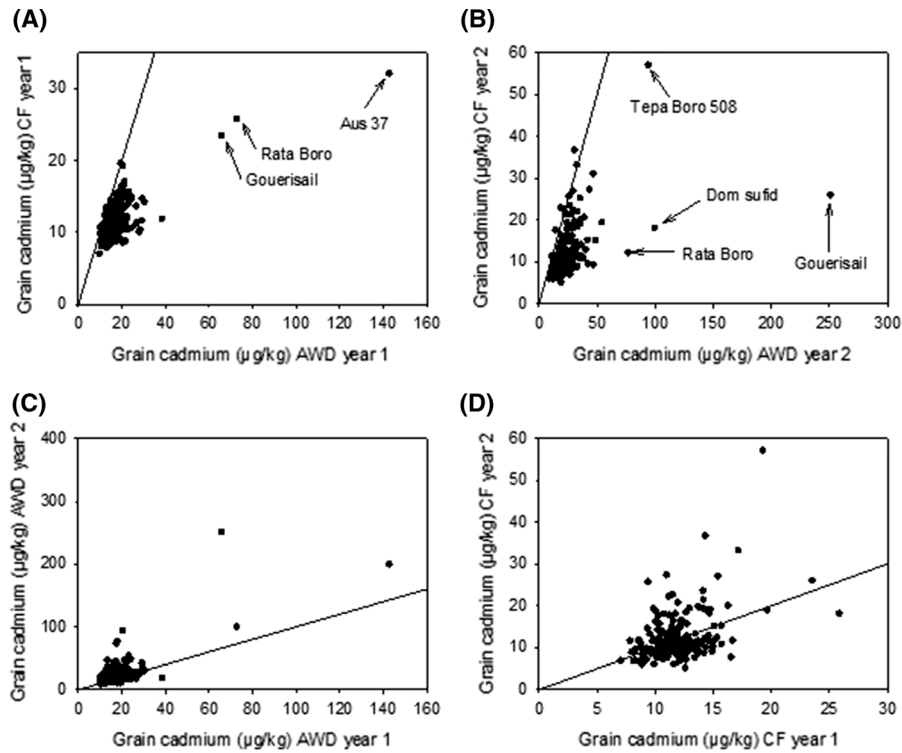 (A)
Grain cadmium (µg/kg) CF year 1
30
20
10
0
Aus 37
Rata Boro
Gouerisail
0 20 40 60 80 100 120 140 160
Grain cadmium (µg/kg) AWD year 1
(B)
Grain cadmium (µg/kg) CF year 2
60
50
40
30
20
10
0
Tepa Boro 508
Dom sufid
Rata Boro
Gouerisail
0 50 100 150 200 250 300
Grain cadmium (µg/kg) AWD year 2
(C)
Grain cadmium (µg/kg) AWD year 2
400
300
200
100
0
0 20 40 60 80 100 120 140 160
Grain cadmium (µg/kg) AWD year 1
(D)
Grain cadmium (µg/kg) CF year 2
60
50
40
30
20
10
0
0 5 10 15 20 25 30
Grain cadmium (µg/kg) CF year 1